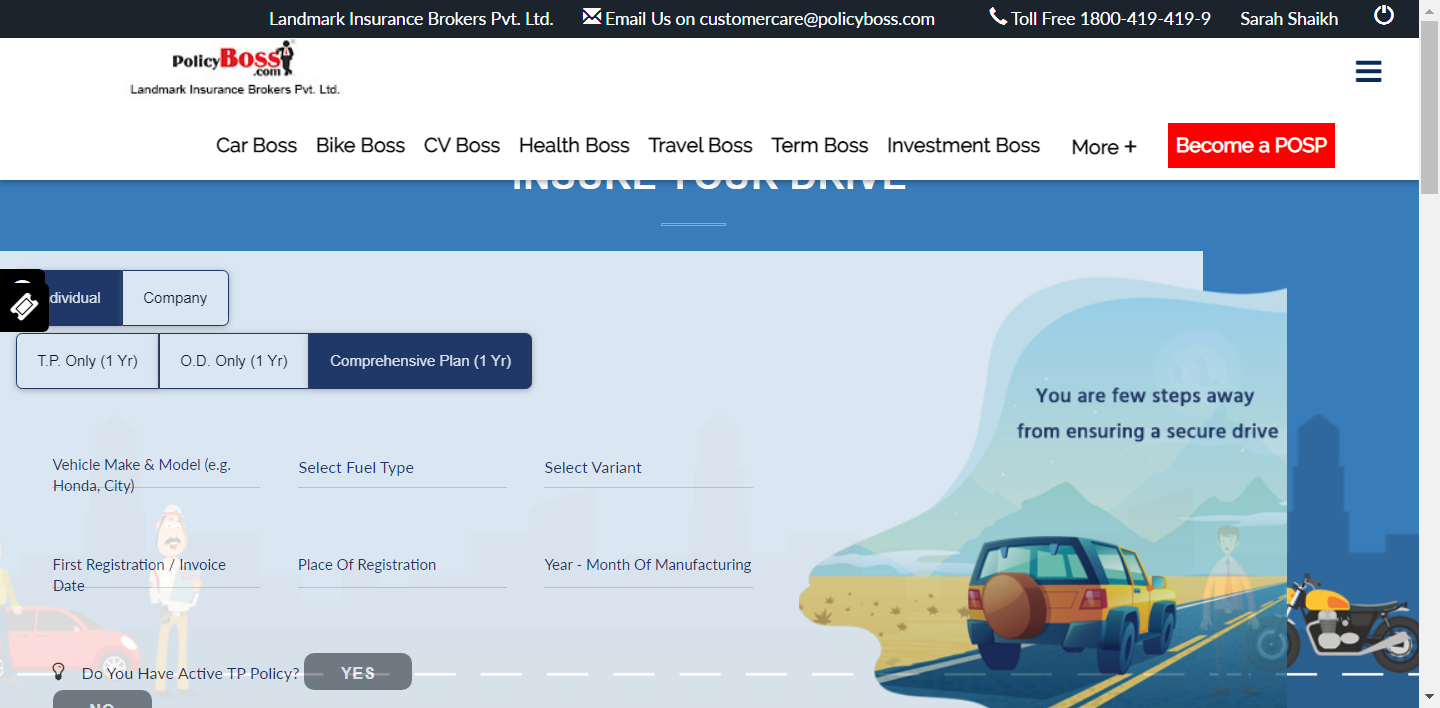 Landmark Insurance Brokers Pvt. Ltd. Email Us on customercare@policyboss.com Toll Free 1800-419-419-9 Sarah Shaikh
PolicyBoss
.com
Landmark Insurance Brokers Pvt. Ltd.
Car Boss Bike Boss CV Boss Health Boss Travel Boss Term Boss Investment Boss More + Become a POSP
INSURE YOUR DRIVE
dividual Company
T.P. Only (1 Yr) O.D. Only (1 Yr) Comprehensive Plan (1 Yr)
You are few steps away
from ensuring a secure drive
Vehicle Make & Model (e.g.
Honda, City)
Select Fuel Type Select Variant
First Registration / Invoice
Date
Place Of Registration Year - Month Of Manufacturing
Do You Have Active TP Policy? YES
NO